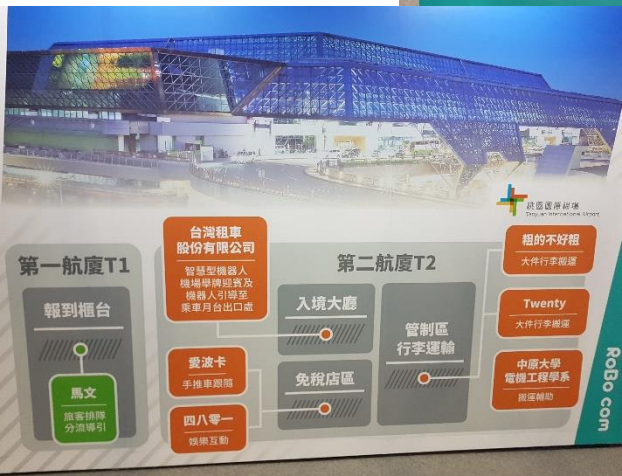 桃園國際機場
Taoyuan International Airport
第一航廈T1
報到櫃台
馬文
旅客排隊
分流導引
台灣租車
股份有限公司
智慧型機器人
機場舉牌迎賓及
機器人引導至
乘車月台出口處
愛波卡
手推車跟隨
四八零一
娛樂互動
第二航廈T2
入境大廳
免稅店區
管制區
行李運輸
租的不好租
大件行李搬運
Twenty
大件行李搬運
中原大學
電機工程學系
搬運輔助
RoBo com